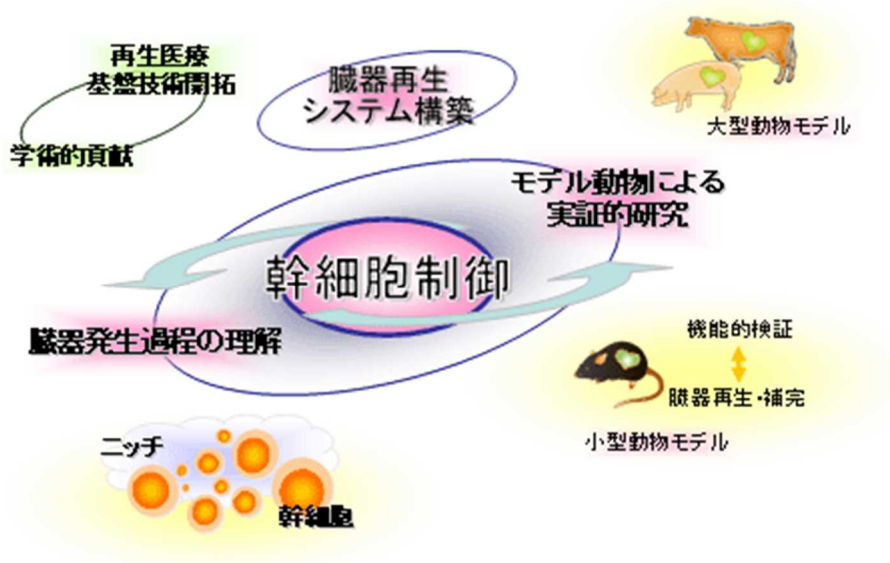 再生医療
基盤技術開拓
学術的貢献
臓器再生
システム構築
大型動物モデル
モデル動物による
実証的研究
幹細胞制御
臓器発生過程の理解
機能的検証
臓器再生・補完
小型動物モデル
ニッチ
幹細胞